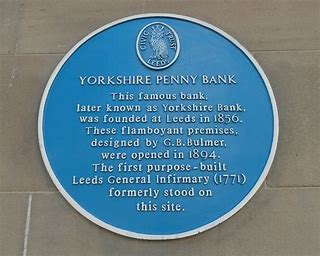 CIVIC TRUST
LEEDS
YORKSHIRE PENNY BANK
This famous bank,
later known as Yorkshire Bank,
was founded at Leeds in 1856.
These flamboyant premises,
designed by G.B.Bulmer,
were opened in 1894.
The first purpose-built
Leeds General Infirmary (1771)
formerly stood on
this site.